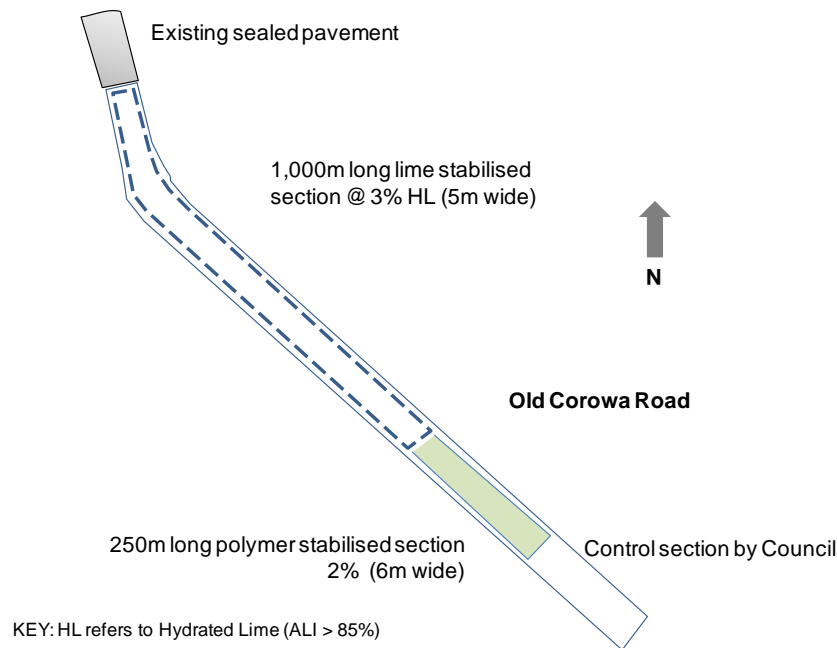 Existing sealed pavement
1,000m long lime stabilised
section @ 3% HL (5m wide)
N
Old Corowa Road
250m long polymer stabilised section
2% (6m wide)
Control section by Council
KEY: HL refers to Hydrated Lime (ALI > 85%)